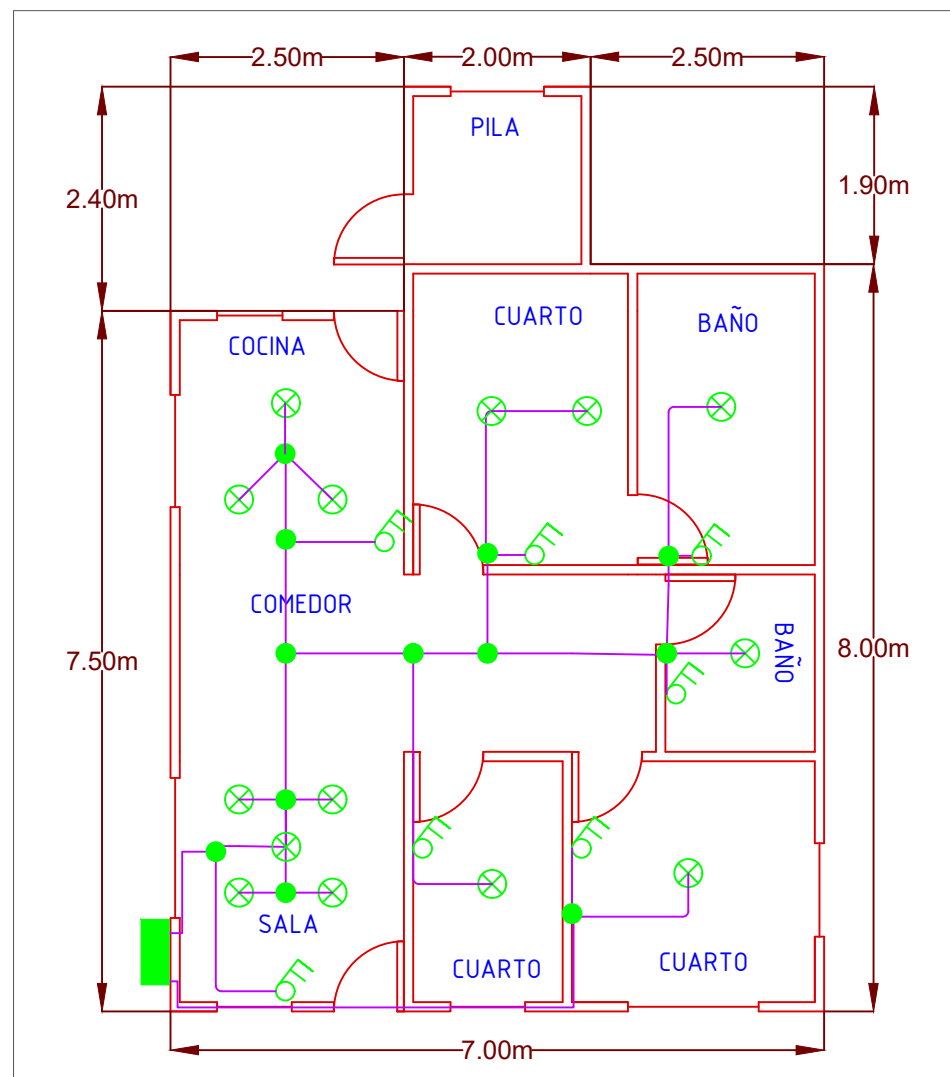 2.50m
2.00m
2.50m
PILA
2.40m
1.90m
CUARTO
BAÑO
COCINA
COMEDOR
BAÑO
7.50m
8.00m
SALA
CUARTO
CUARTO
7.00m